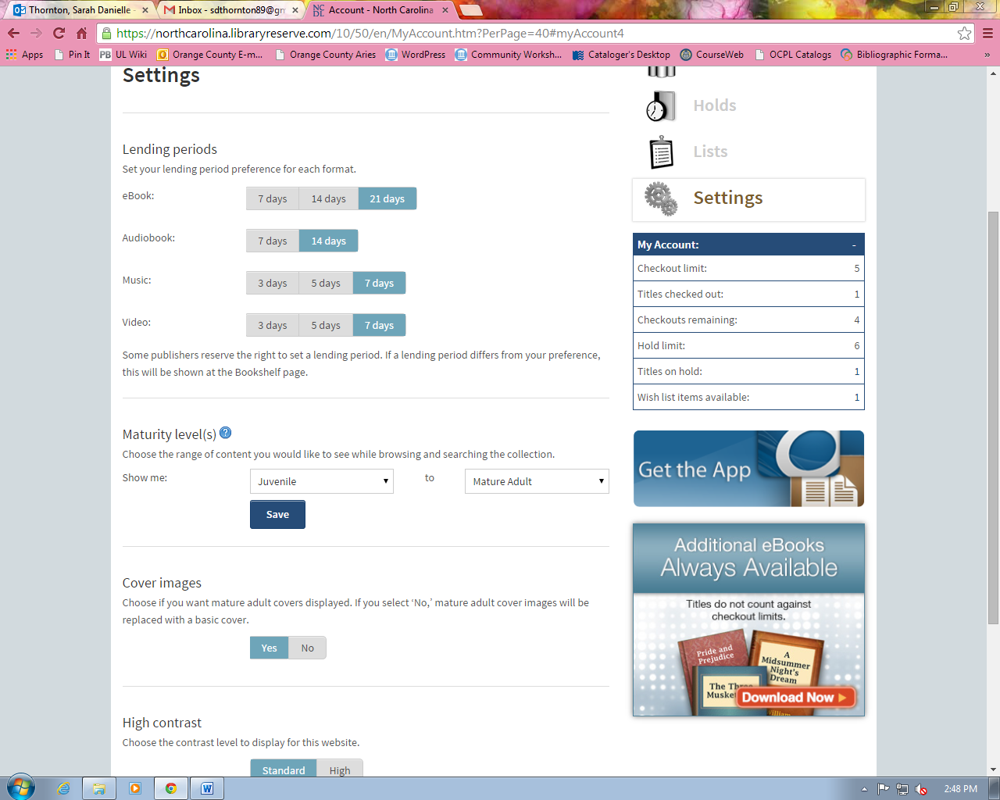 Thornton, Sarah Danielle -
Inbox - sdthornton89@gm
Account - North Carolina
https://northcarolina.libraryreserve.com/10/50/en/MyAccount.htm?PerPage=40#myAccount4
Apps Pin It UL Wiki Orange County E-m... Orange County Aries WordPress Community Worksh... Cataloger's Desktop CourseWeb OCPL Catalogs Bibliographic Forma... »
Settings
Lending periods
Set your lending period preference for each format.
eBook: 7 days 14 days 21 days
Audiobook: 7 days 14 days
Music: 3 days 5 days 7 days
Video: 3 days 5 days 7 days
Some publishers reserve the right to set a lending period. If a lending period differs from your preference,
this will be shown at the Bookshelf page.
Maturity level(s) ?
Choose the range of content you would like to see while browsing and searching the collection.
Show me: Juvenile to Mature Adult
Save
Cover images
Choose if you want mature adult covers displayed. If you select ‘No,’ mature adult cover images will be
replaced with a basic cover.
Yes No
High contrast
Choose the contrast level to display for this website.
Standard High
Holds
Lists
Settings
My Account: -
Checkout limit: 5
Titles checked out: 1
Checkouts remaining: 4
Hold limit: 6
Titles on hold: 1
Wish list items available: 1
Get the App
Additional eBooks
Always Available
Titles do not count against
checkout limits.
Pride and
Prejudice
A
Midsummer
Night's
Dream
The Three
Musket
William
Download Now
2:48 PM